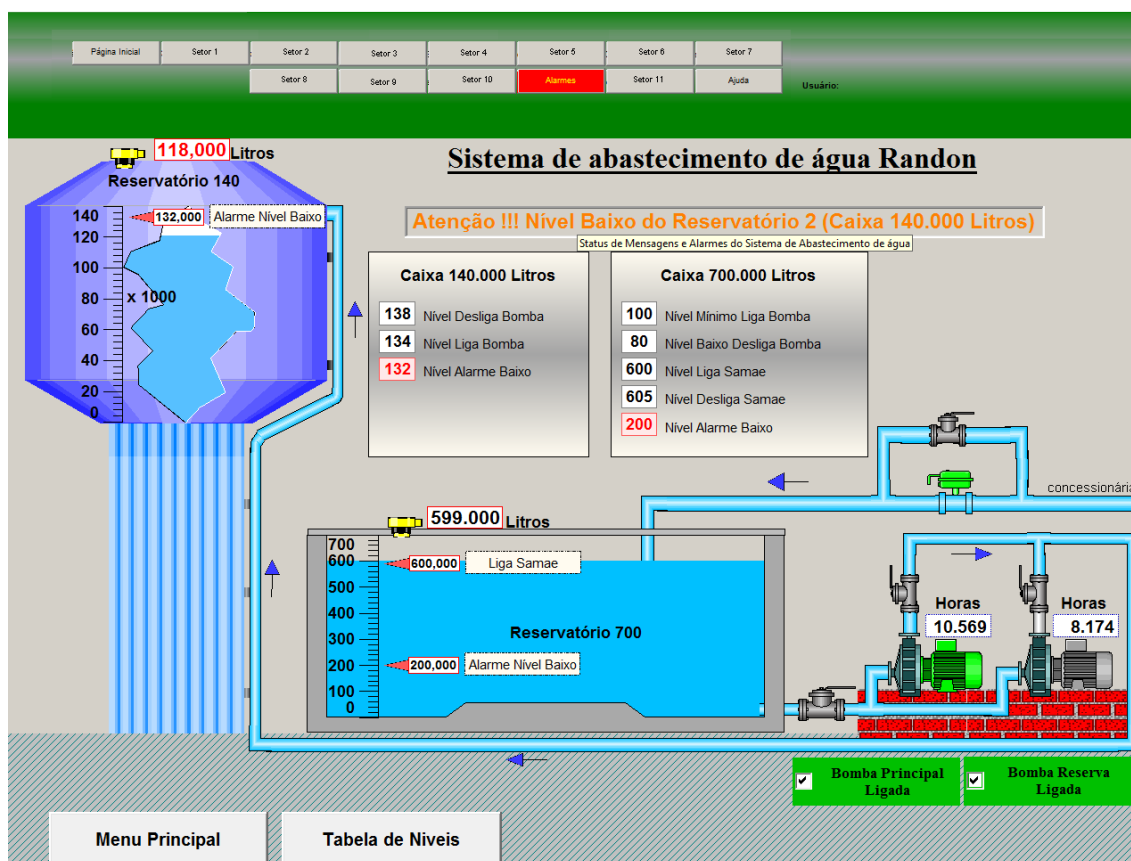 Página Inicial
Setor 1
Setor 2
Setor 3
Setor 4
Setor 5
Setor 6
Setor 7
Setor 8
Setor 9
Setor 10
Alarmes
Setor 11
Ajuda
Usuário:
118,000 Litros
Sistema de abastecimento de água Randon
Reservatório 140
140
132,000
Alarme Nível Baixo
120
100
80
x 1000
60
40
20
0
Atenção !!! Nível Baixo do Reservatório 2 (Caixa 140.000 Litros)
Status de Mensagens e Alarmes do Sistema de Abastecimento de água
Caixa 140.000 Litros
138 Nível Desliga Bomba
134 Nível Liga Bomba
132 Nível Alarme Baixo
Caixa 700.000 Litros
100 Nível Mínimo Liga Bomba
80 Nível Baixo Desliga Bomba
600 Nível Liga Samae
605 Nível Desliga Samae
200 Nível Alarme Baixo
concessionária
599.000 Litros
700
600
600,000
Liga Samae
500
400
300
Reservatório 700
200
200,000
Alarme Nível Baixo
100
0
Horas
10.569
Horas
8.174
Bomba Principal
Ligada
Bomba Reserva
Ligada
Menu Principal
Tabela de Niveis